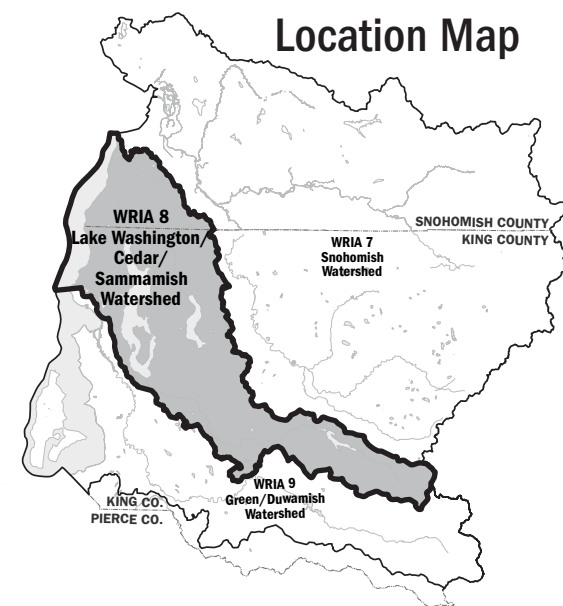 Location Map
WRIA 8
Lake Washington/
Cedar/
Sammamish
Watershed
SNOHOMISH COUNTY
KING COUNTY
WRIA 7
Snohomish
Watershed
WRIA 9
Green/Duwamish
Watershed
KING CO.
PIERCE CO.